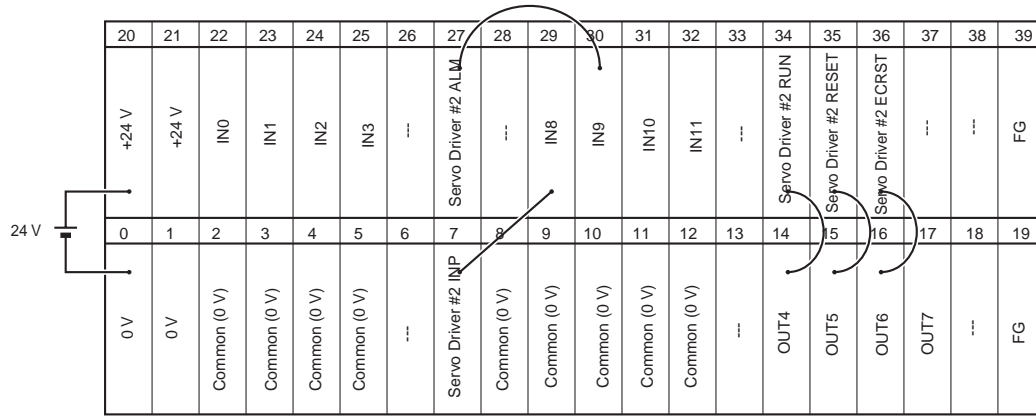 20 21 22 23 24 25 26 27 28 29 30 31 32 33 34 35 36 37 38 39
+24 V
+24 V
IN0
IN1
IN2
IN3
---
Servo Driver #2 ALM
---
IN8
IN9
IN10
IN11
---
Servo Driver #2 RUN
Servo Driver #2 RESET
Servo Driver #2 ECRST
---
---
FG
24 V
0 1 2 3 4 5 6 7 8 9 10 11 12 13 14 15 16 17 18 19
0 V
0 V
Common (0 V)
Common (0 V)
Common (0 V)
Common (0 V)
---
Servo Driver #2 INP
Common (0 V)
Common (0 V)
Common (0 V)
Common (0 V)
Common (0 V)
---
OUT4
OUT5
OUT6
OUT7
---
FG